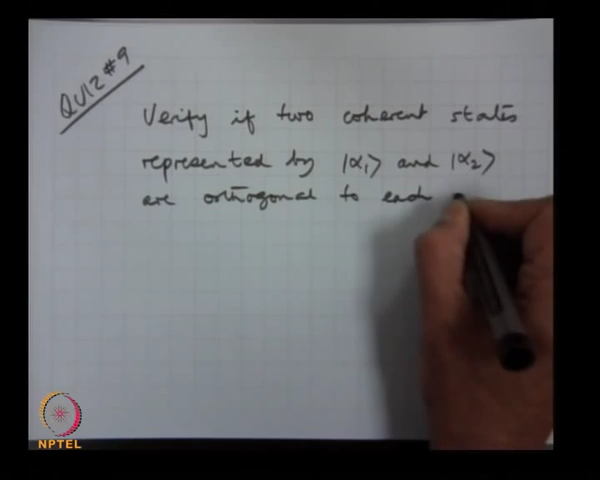 QUIZ #9
Verify if two coherent states
represented by |α₁⟩ and |α₂⟩
are orthogonal to each
NPTEL